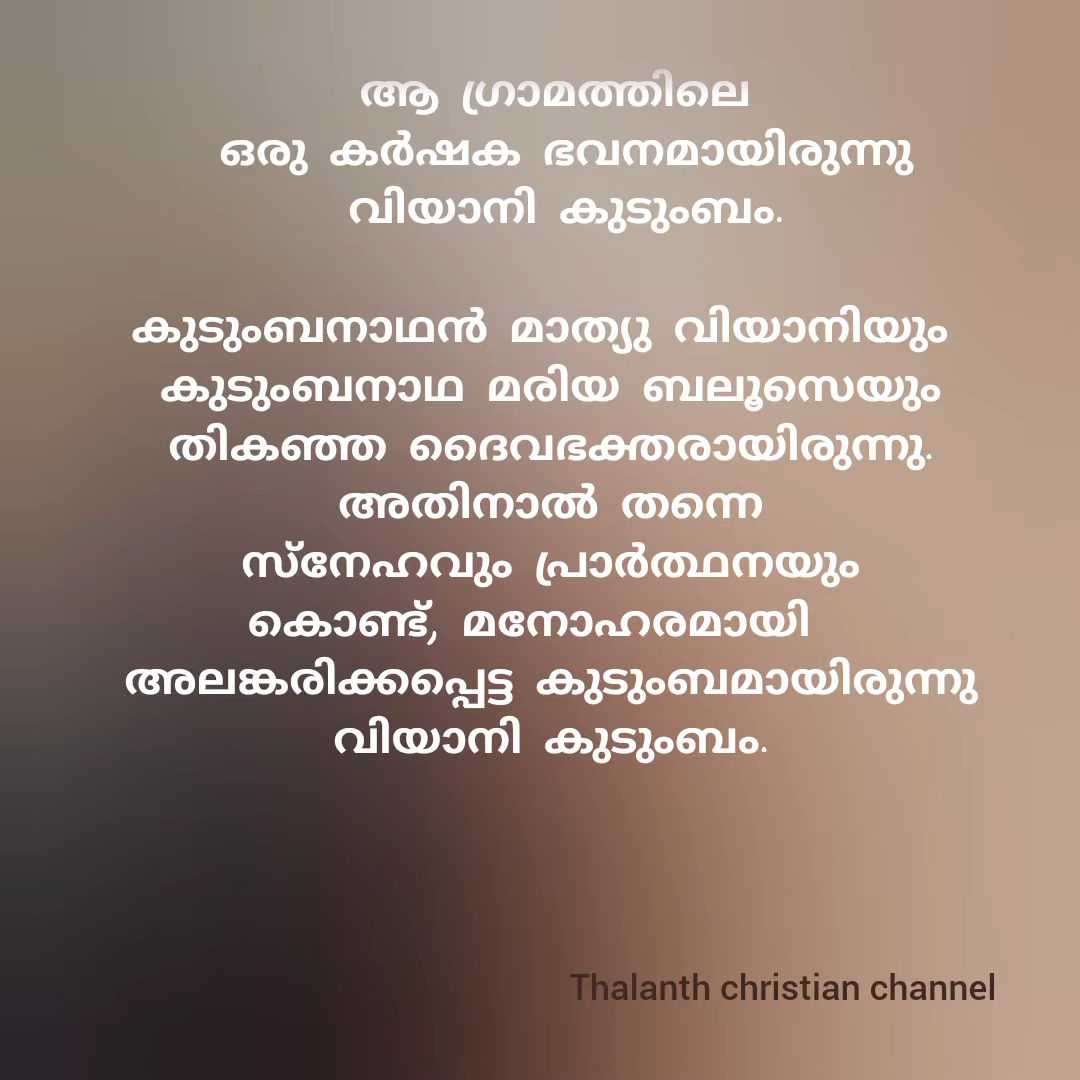 ആ ഗ്രാമത്തിലെ
ഒരു കർഷക ഭവനമായിരുന്നു
വിയാനി കുടുംബം.
കുടുംബനാഥൻ മാത്യു വിയാനിയും
കുടുംബനാഥ മരിയ ബലൂസെയും
തികഞ്ഞ ദൈവഭക്തരായിരുന്നു.
അതിനാൽ തന്നെ
സ്നേഹവും പ്രാർത്ഥനയും
കൊണ്ട്, മനോഹരമായി
അലങ്കരിക്കപ്പെട്ട കുടുംബമായിരുന്നു
വിയാനി കുടുംബം.
Thalanth christian channel